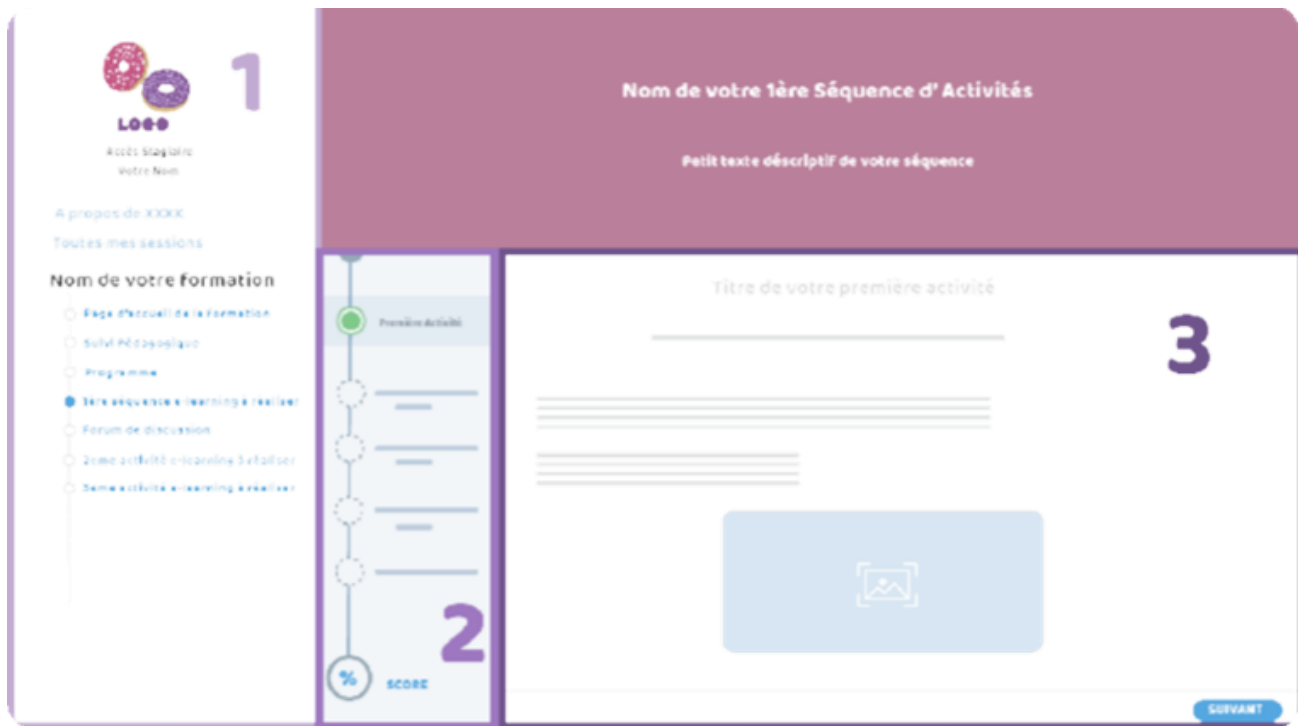 1
LOGO
Accès Stagiaire
Votre Nom
A propos de XXXX
Toutes mes sessions
Nom de votre formation
Page d'accueil de la formation
Suivi Pédagogique
Programme
1ère séquence e-learning à réaliser
Forum de discussion
2eme activité e-learning à réaliser
3eme activité e-learning à réaliser
Nom de votre 1ère Séquence d'Activités
Petit texte déscriptif de votre séquence
Première Activité
2
%
SCORE
Titre de votre première activité
3
SUIVANT